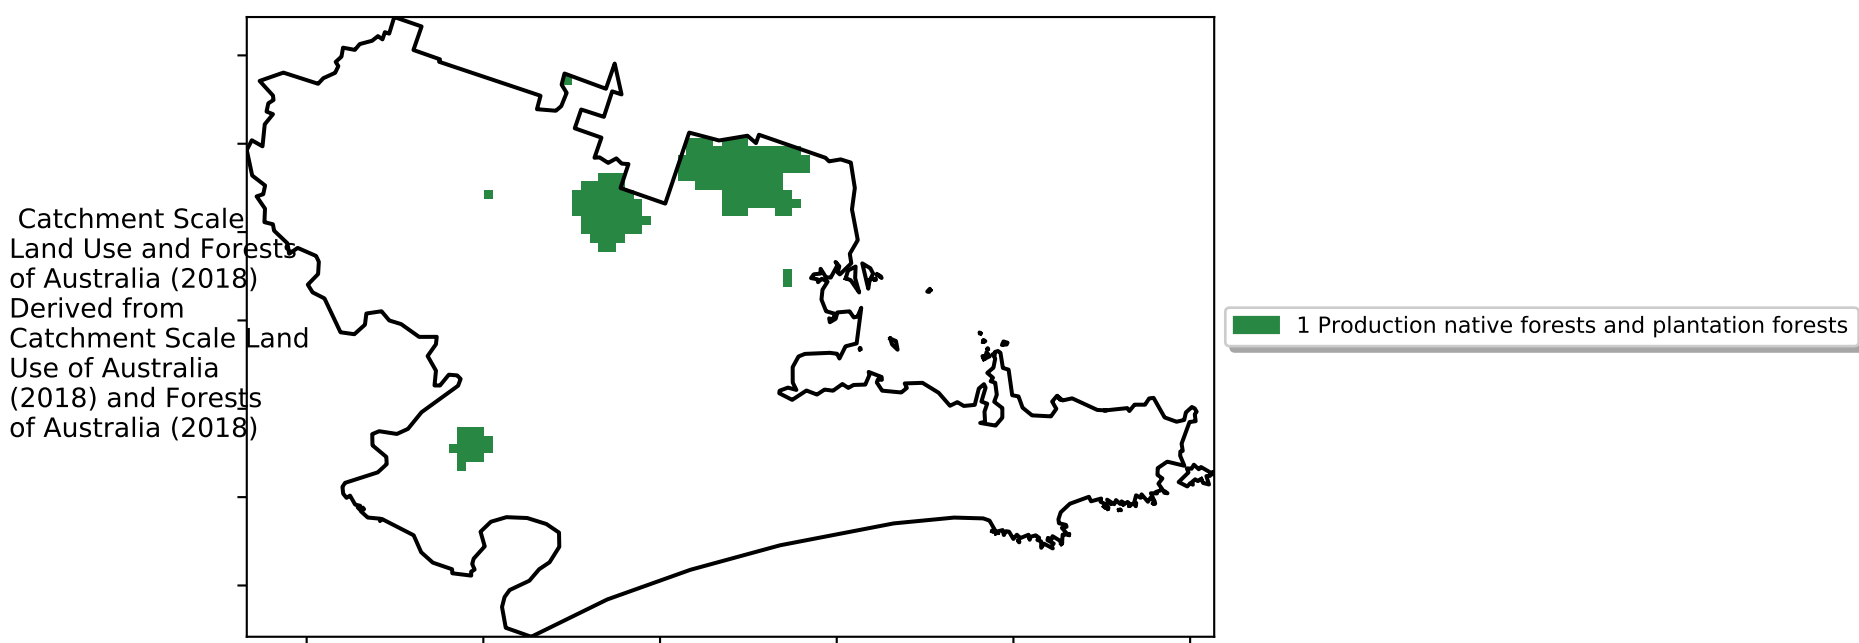 Catchment Scale
Land Use and Forests
of Australia (2018)
Derived from
Catchment Scale Land
Use of Australia
(2018) and Forests
of Australia (2018)
1 Production native forests and plantation forests